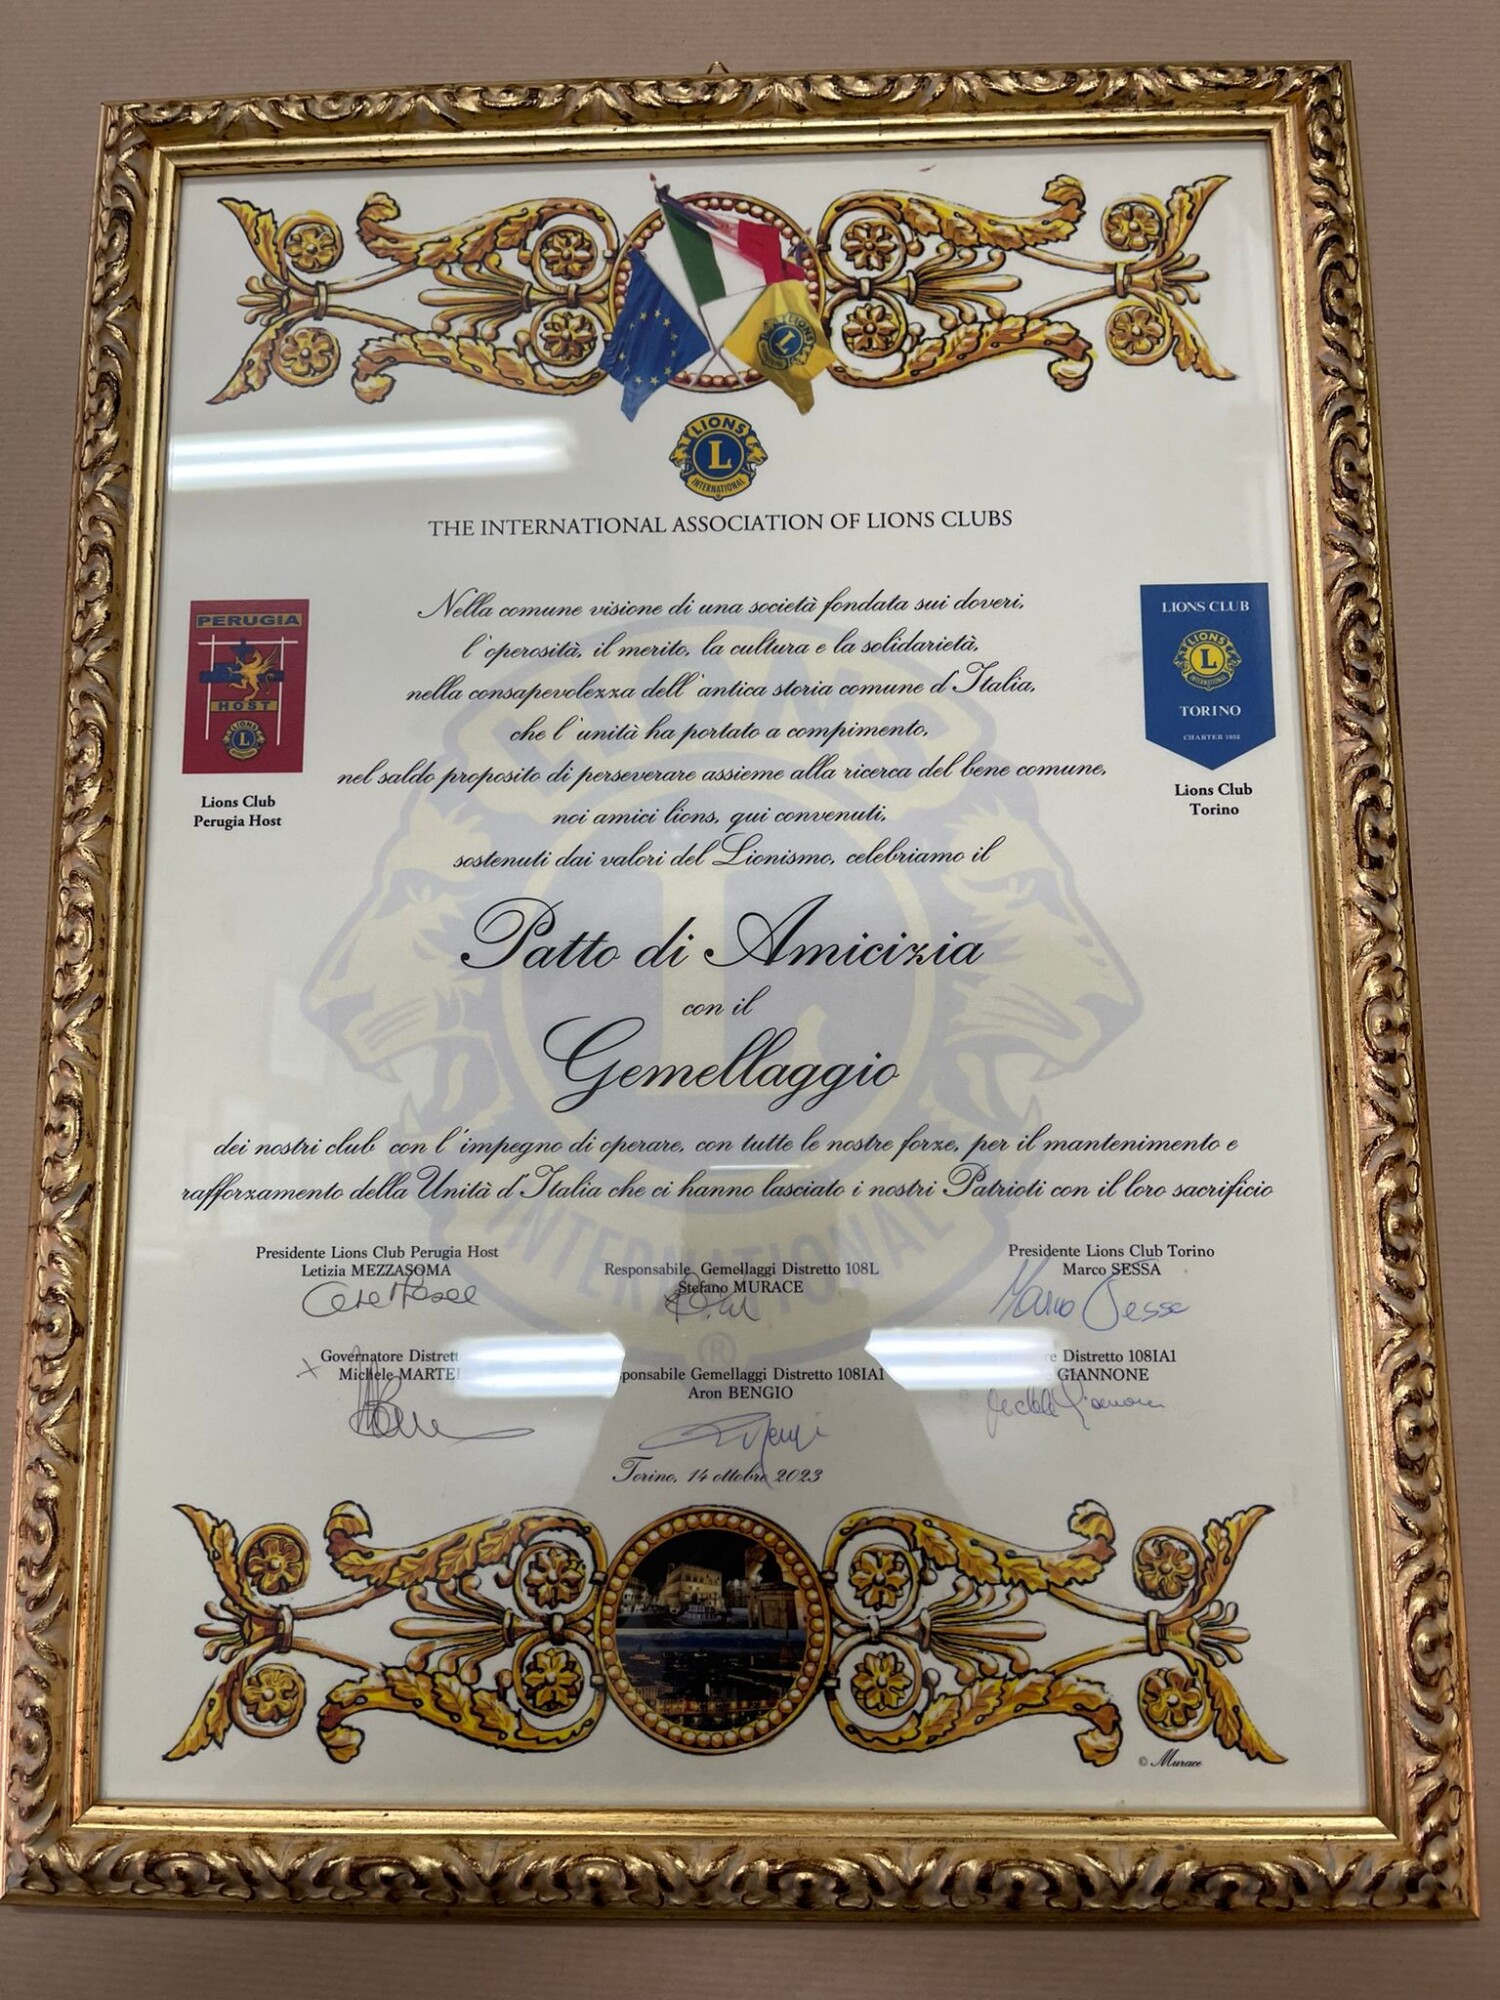 LIONS
L
INTERNATIONAL
THE INTERNATIONAL ASSOCIATION OF LIONS CLUBS
PERUGIA
HOST
LIONS
L
Lions Club
Perugia Host
LIONS CLUB
LIONS
L
INTERNATIONAL
TORINO
Lions Club
Torino
Nella comune visione di una società fondata sui doveri,
l'operosità, il merito, la cultura e la solidarietà,
nella consapevolezza dell'antica storia comune d'Italia,
che l'unità ha portato a compimento,
nel saldo proposito di perseverare assieme alla ricerca del bene comune,
noi amici lions, qui convenuti,
sostenuti dai valori del Lionismo, celebriamo il
Patto di Amicizia
con il
Gemellaggio
dei nostri club con l'impegno di operare, con tutte le nostre forze, per il mantenimento e
rafforzamento della Unità d'Italia che ci hanno lasciato i nostri Patrioti con il loro sacrificio
Presidente Lions Club Perugia Host
Letizia MEZZASOMA
Responsabile Gemellaggi Distretto 108L
Stefano MURACE
Presidente Lions Club Torino
Marco SESSA
Marco Sessa
Governatore
Michele
Gemellaggi Distretto 108IA1
Aron BENGIO
Distretto 108IA1
GIANNONE
Torino, 14 ottobre 2023
© Murace